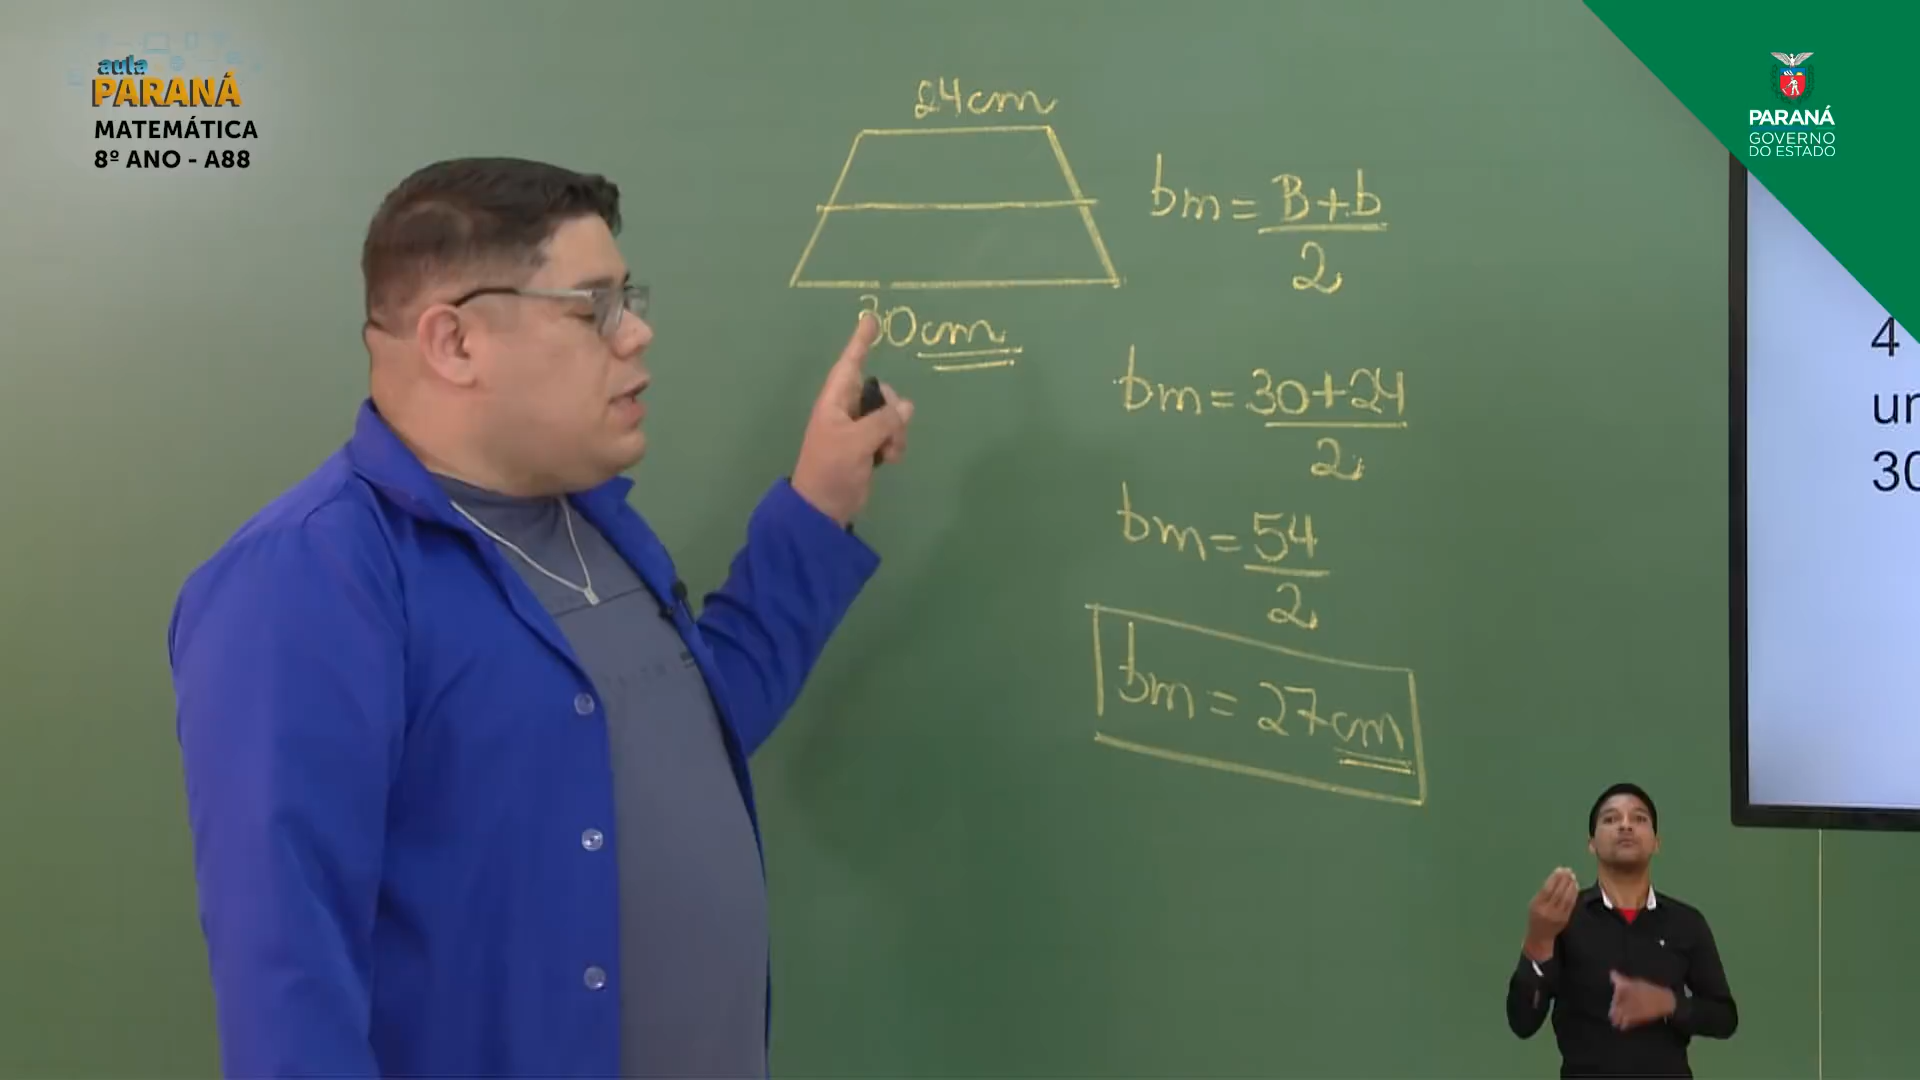 aula
PARANÁ
MATEMÁTICA
8º ANO - A88
24cm
30cm
bm = B+b
2
bm = 30+24
2
bm = 54
2
bm = 27cm
PARANÁ
GOVERNO
DO ESTADO
4
30